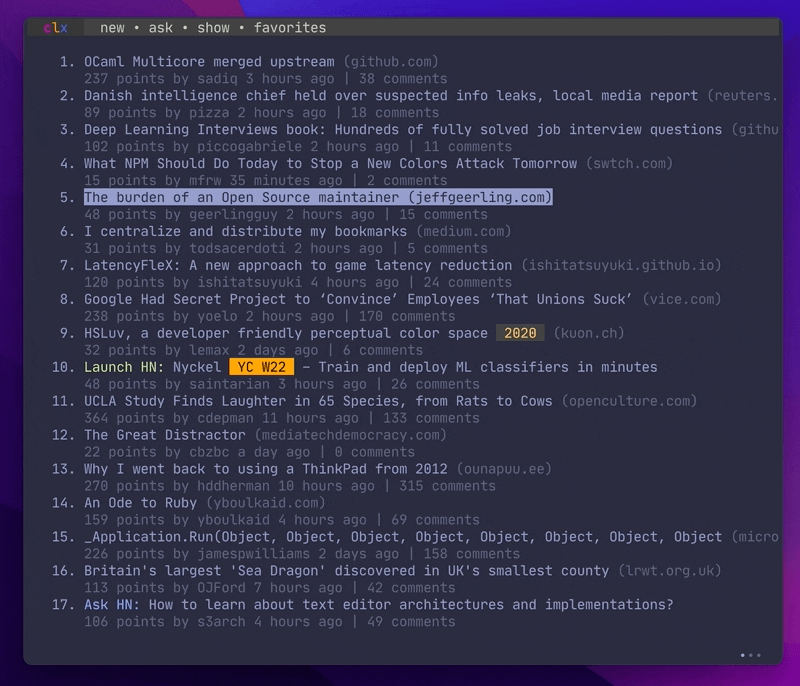 clx new • ask • show • favorites
1. OCaml Multicore merged upstream (github.com)
237 points by sadiq 3 hours ago | 38 comments
2. Danish intelligence chief held over suspected info leaks, local media report (reuters.
89 points by pizza 2 hours ago | 18 comments
3. Deep Learning Interviews book: Hundreds of fully solved job interview questions (githu
102 points by piccogabriele 2 hours ago | 11 comments
4. What NPM Should Do Today to Stop a New Colors Attack Tomorrow (swtch.com)
15 points by mfrw 35 minutes ago | 2 comments
5. The burden of an Open Source maintainer (jeffgeerling.com)
48 points by geerlingguy 2 hours ago | 15 comments
6. I centralize and distribute my bookmarks (medium.com)
31 points by todsacerdoti 2 hours ago | 5 comments
7. LatencyFleX: A new approach to game latency reduction (ishitatsuyuki.github.io)
120 points by ishitatsuyuki 4 hours ago | 24 comments
8. Google Had Secret Project to ‘Convince’ Employees ‘That Unions Suck’ (vice.com)
238 points by yoelo 2 hours ago | 170 comments
9. HSLuv, a developer friendly perceptual color space 2020 (kuon.ch)
32 points by lemax 2 days ago | 6 comments
10. Launch HN: Nyckel YC W22 – Train and deploy ML classifiers in minutes
48 points by saintarian 3 hours ago | 26 comments
11. UCLA Study Finds Laughter in 65 Species, from Rats to Cows (openculture.com)
364 points by cdepman 11 hours ago | 133 comments
12. The Great Distractor (mediatechdemocracy.com)
22 points by cbzbc a day ago | 0 comments
13. Why I went back to using a ThinkPad from 2012 (ounapuu.ee)
270 points by hddherman 10 hours ago | 315 comments
14. An Ode to Ruby (yboulkaid.com)
159 points by yboulkaid 4 hours ago | 69 comments
15. _Application.Run(Object, Object, Object, Object, Object, Object, Object, Object (micro
226 points by jamespwilliams 2 days ago | 158 comments
16. Britain's largest 'Sea Dragon' discovered in UK's smallest county (lrwt.org.uk)
113 points by OJFord 7 hours ago | 42 comments
17. Ask HN: How to learn about text editor architectures and implementations?
106 points by s3arch 4 hours ago | 49 comments